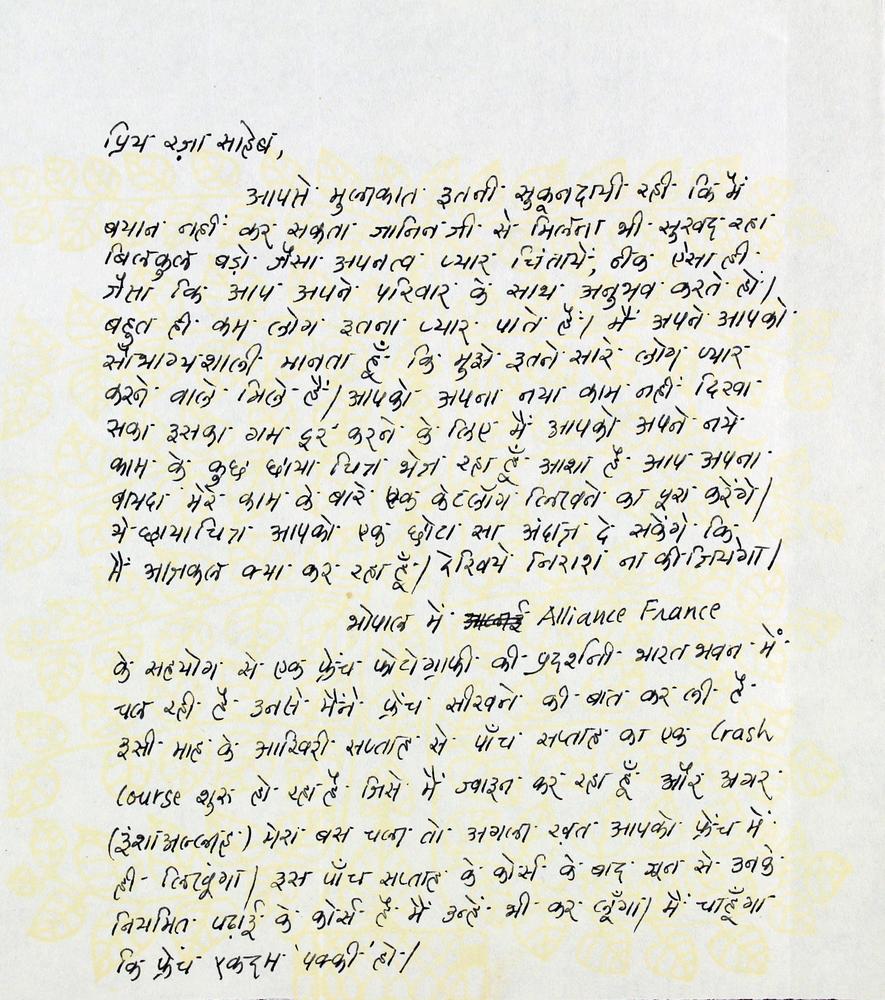 प्रिय रज़ा साहेब,
आपसे मुलाकात इतनी सुकूनदायी रही कि मैं
बयान नहीं कर सकता जानिन जी से मिलना भी सुखद रहा
बिलकुल बड़ों जैसा अपनत्व प्यार चिंतायें, ठीक ऐसा ही
जैसा कि आप अपने परिवार के साथ अनुभव करते हों/
बहुत ही कम लोग इतना प्यार पाते हैं/ मैं अपने आपको
सौभाग्यशाली मानता हूँ कि मुझे इतने सारे लोग प्यार
करने वाले मिले हैं/ आपको अपना नया काम नहीं दिखा
सका इसका गम दूर करने के लिए मैं आपको अपने नये
काम के कुछ छाया चित्र भेज रहा हूँ आशा है आप अपना
वायदा मेरे काम के बारे एक केटलॉग लिखने का पूरा करेंगे/
ये छायाचित्र आपको एक छोटा सा अंदाज़ दे सकेंगे कि
मैं आजकल क्या कर रहा हूँ/ देखिये निराश ना कीजियेगा/
भोपाल में Alliance France
के सहयोग से एक फ्रेंच फोटोग्राफी की प्रदर्शनी भारत भवन में
चल रही है उनसे मैंने फ्रेंच सीखने की बात कर ली है
इसी माह के आखिरी सप्ताह से पाँच सप्ताह का एक Crash
Course शुरू हो रहा है जिसे मैं ज्वाइन कर रहा हूँ और अगर
(इंशाअल्लाह) मेरा बस चला तो अगला ख़त आपको फ्रेंच में
ही लिखूंगा/ इस पाँच सप्ताह के कोर्स के बाद जून से उनके
नियमित पढ़ाई के कोर्स है मैं उन्हें भी कर लूँगा/ मैं चाहूँगा
कि फ्रेंच एकदम 'पक्की' हो/